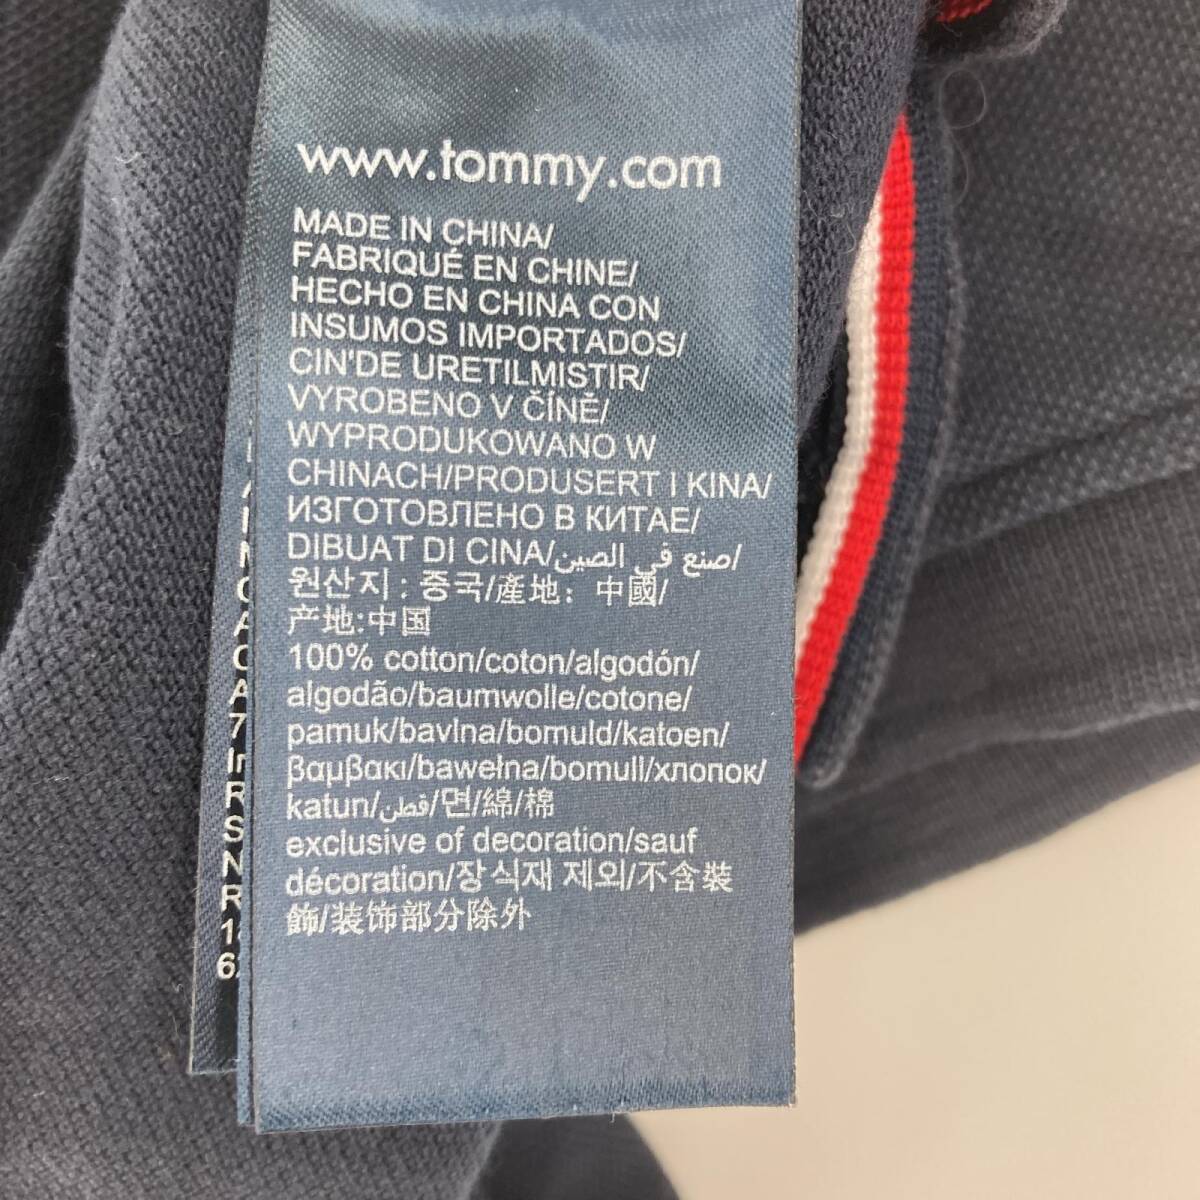 www.tommy.com
MADE IN CHINA/
FABRIQUÉ EN CHINE/
HECHO EN CHINA CON
INSUMOS IMPORTADOS/
CIN'DE URETILMISTIR/
VYROBENO V ČÍNĚ/
WYPRODUKOWANO W
CHINACH/PRODUSERT I KINA/
ИЗГОТОВЛЕНО В КИТАЕ/
DIBUAT DI CINA/صنع في الصين/
원산지 : 중국/產地：中國/
产地:中国
100% cotton/coton/algodón/
algodão/baumwolle/cotone/
pamuk/bavlna/bomuld/katoen/
βαμβακι/bawełna/bomull/хлопок/
katun/قطن/면/綿/棉
exclusive of decoration/sauf
décoration/장식재 제외/不含裝
飾/装饰部分除外